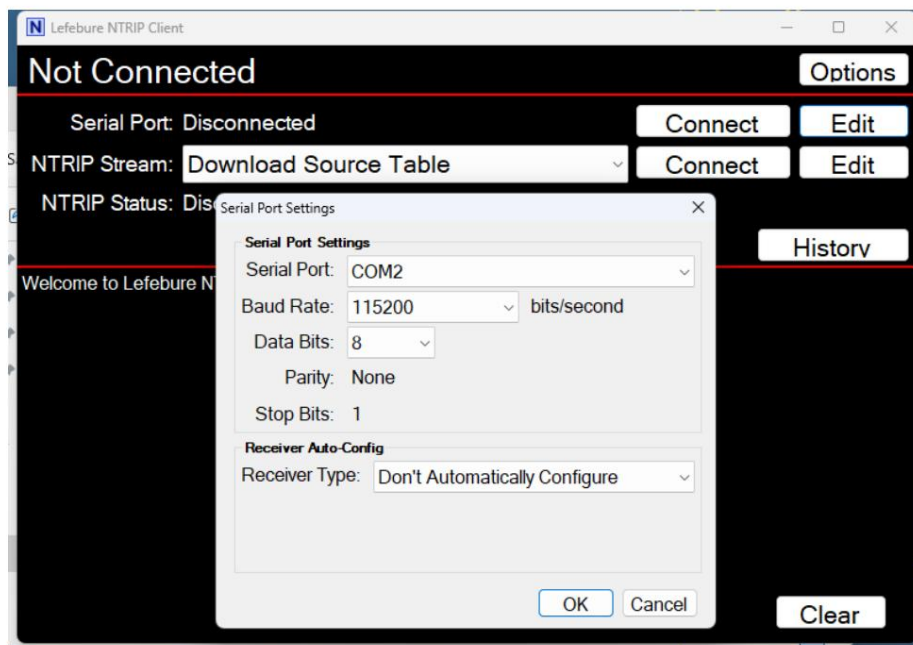 Lefebure NTRIP Client
Not Connected
Options
Serial Port: Disconnected
Connect
Edit
NTRIP Stream: Download Source Table
Connect
Edit
NTRIP Status: Disc
History
Welcome to Lefebure NT
Serial Port Settings
Serial Port Settings
Serial Port: COM2
Baud Rate: 115200 bits/second
Data Bits: 8
Parity: None
Stop Bits: 1
Receiver Auto-Config
Receiver Type: Don't Automatically Configure
OK
Cancel
Clear